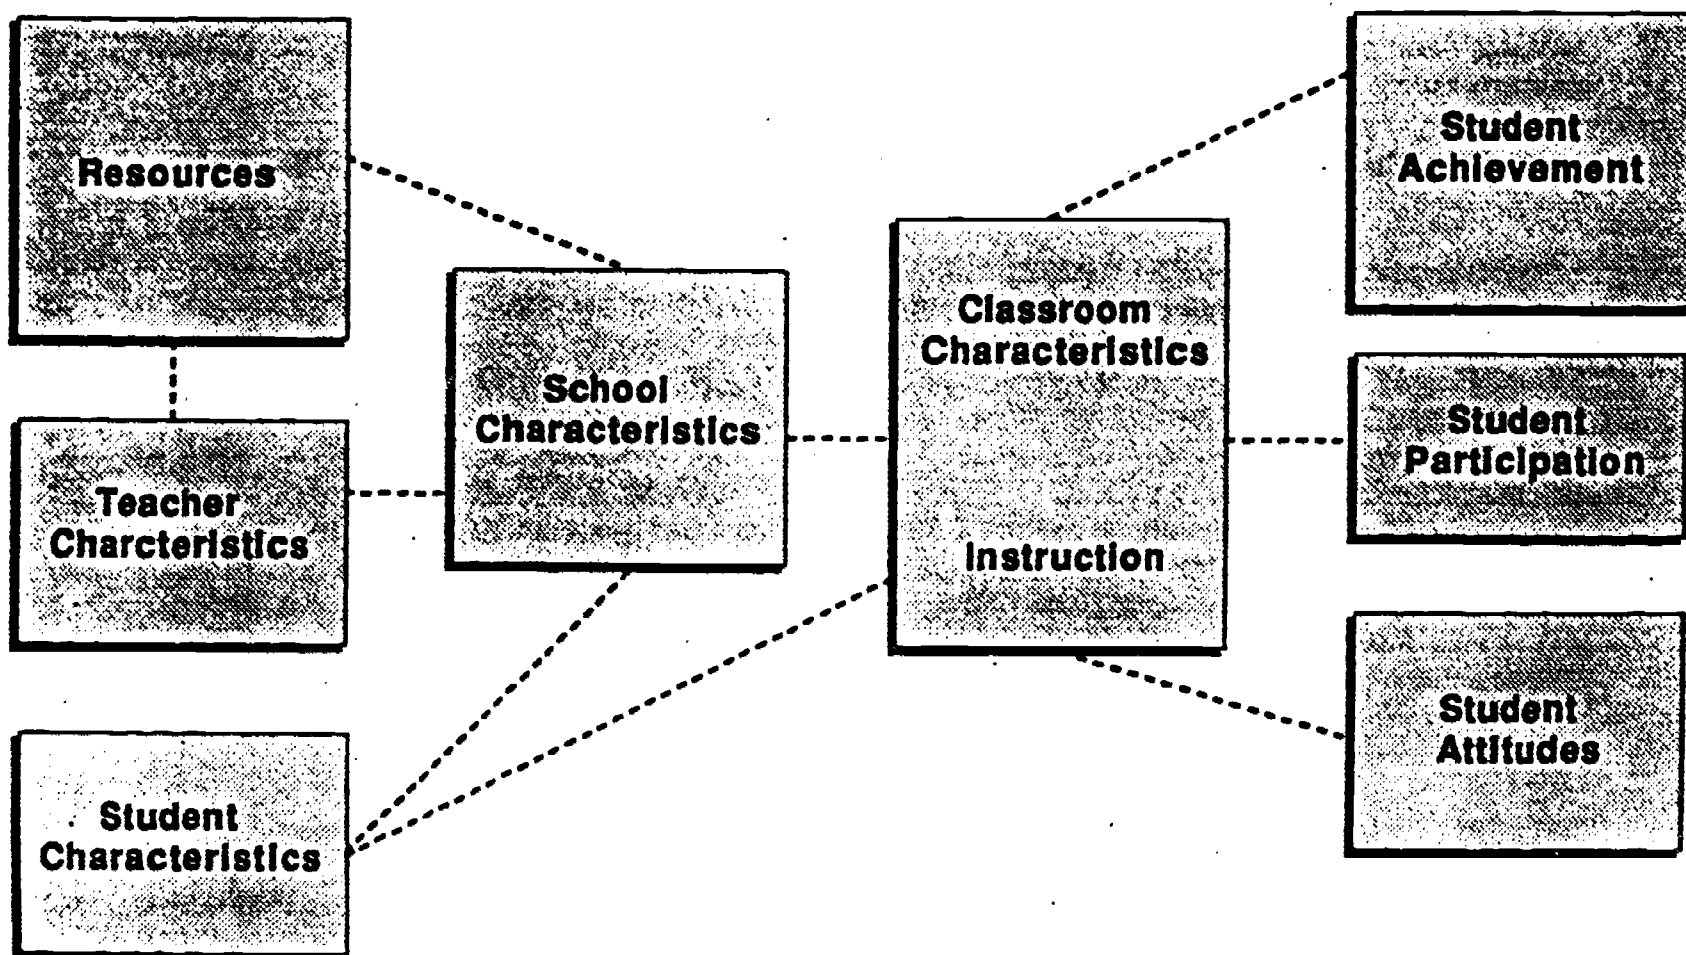 Resources
Teacher
Charcteristics
Student
Characteristics
School
Characteristics
Classroom
Characteristics
Instruction
Student
Achievement
Student
Participation
Student
Attitudes